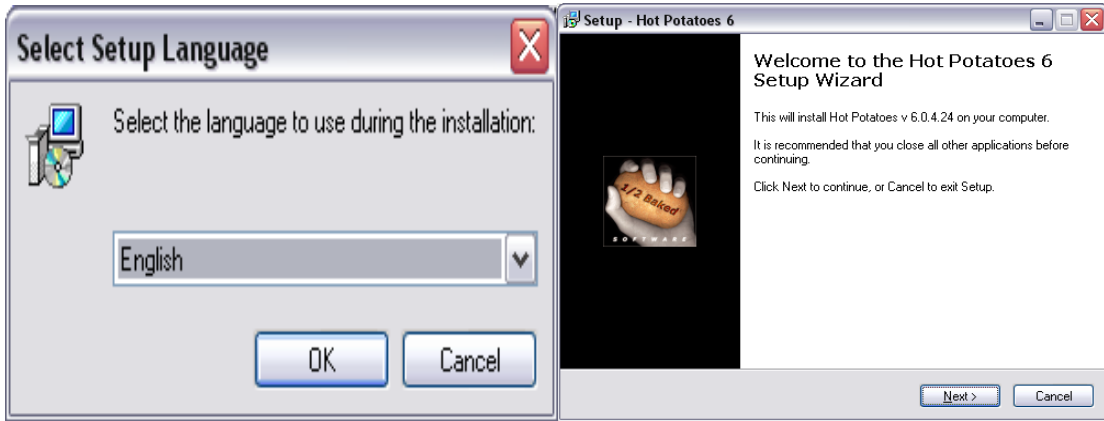 Select Setup Language
Select the language to use during the installation:
English
OK
Cancel
Setup - Hot Potatoes 6
Welcome to the Hot Potatoes 6
Setup Wizard
This will install Hot Potatoes v 6.0.4.24 on your computer.
It is recommended that you close all other applications before
continuing.
Click Next to continue, or Cancel to exit Setup.
1/2 Baked
SOFTWARE
Next >
Cancel